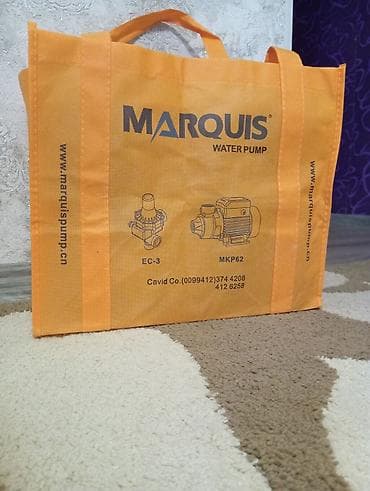 MARQUIS®
WATER PUMP
www.marquispump.cn
www.marquispump.cn
EC-3
MKP62
Cavid Co.(0099412)374 4208
412 6258